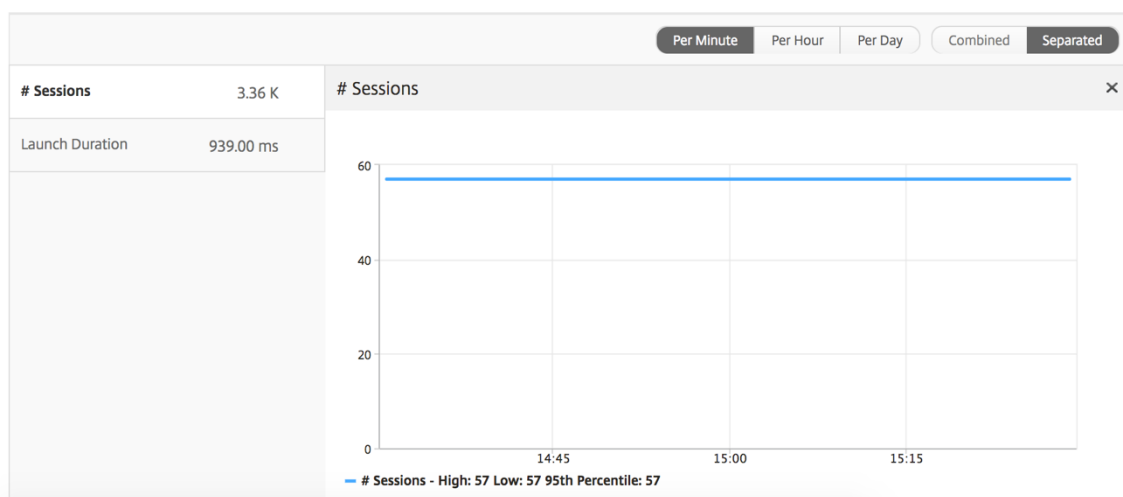 Per Minute Per Hour Per Day Combined Separated
# Sessions 3.36 K
Launch Duration 939.00 ms
# Sessions ×
60
40
20
0
14:45 15:00 15:15
# Sessions - High: 57 Low: 57 95th Percentile: 57